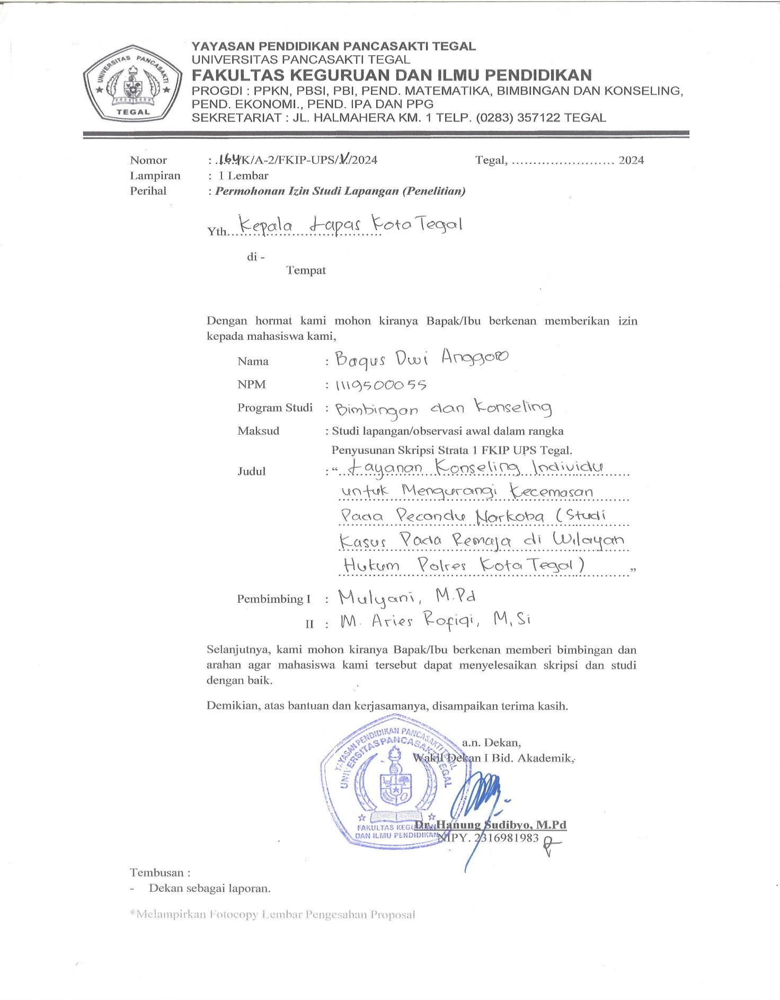 UNIVERSITAS PANCASAKTI
TEGAL
YAYASAN PENDIDIKAN PANCASAKTI TEGAL
UNIVERSITAS PANCASAKTI TEGAL
FAKULTAS KEGURUAN DAN ILMU PENDIDIKAN
PROGDI : PPKN, PBSI, PBI, PEND. MATEMATIKA, BIMBINGAN DAN KONSELING,
PEND. EKONOMI., PEND. IPA DAN PPG
SEKRETARIAT : JL. HALMAHERA KM. 1 TELP. (0283) 357122 TEGAL
Nomor : 164/K/A-2/FKIP-UPS/V/2024 Tegal, ........................ 2024
Lampiran : 1 Lembar
Perihal : Permohonan Izin Studi Lapangan (Penelitian)
Yth. Kepala Lapas Kota Tegal
di -
Tempat
Dengan hormat kami mohon kiranya Bapak/Ibu berkenan memberikan izin
kepada mahasiswa kami,
Nama : Bagus Dwi Anggoro
NPM : 1119500055
Program Studi : Bimbingan dan Konseling
Maksud : Studi lapangan/observasi awal dalam rangka
Penyusunan Skripsi Strata 1 FKIP UPS Tegal.
Judul : “ Layanan Konseling Individu
untuk Mengurangi Kecemasan
Pada Pecandu Narkoba (Studi
Kasus Pada Remaja di Wilayah
Hukum Polres Kota Tegal) ”
Pembimbing I : Mulyani, M.Pd
II : M. Aries Rofiqi, M.Si
Selanjutnya, kami mohon kiranya Bapak/Ibu berkenan memberi bimbingan dan
arahan agar mahasiswa kami tersebut dapat menyelesaikan skripsi dan studi
dengan baik.
Demikian, atas bantuan dan kerjasamanya, disampaikan terima kasih.
a.n. Dekan,
Wakil Dekan I Bid. Akademik,
YAYASAN PENDIDIKAN PANCASAKTI TEGAL
UNIVERSITAS PANCASAKTI TEGAL
FAKULTAS KEGURUAN
DAN ILMU PENDIDIKAN
Dr. Hanung Sudibyo, M.Pd
NIPY. 2316981983
Tembusan :
- Dekan sebagai laporan.
*Melampirkan Fotocopy Lembar Pengesahan Proposal